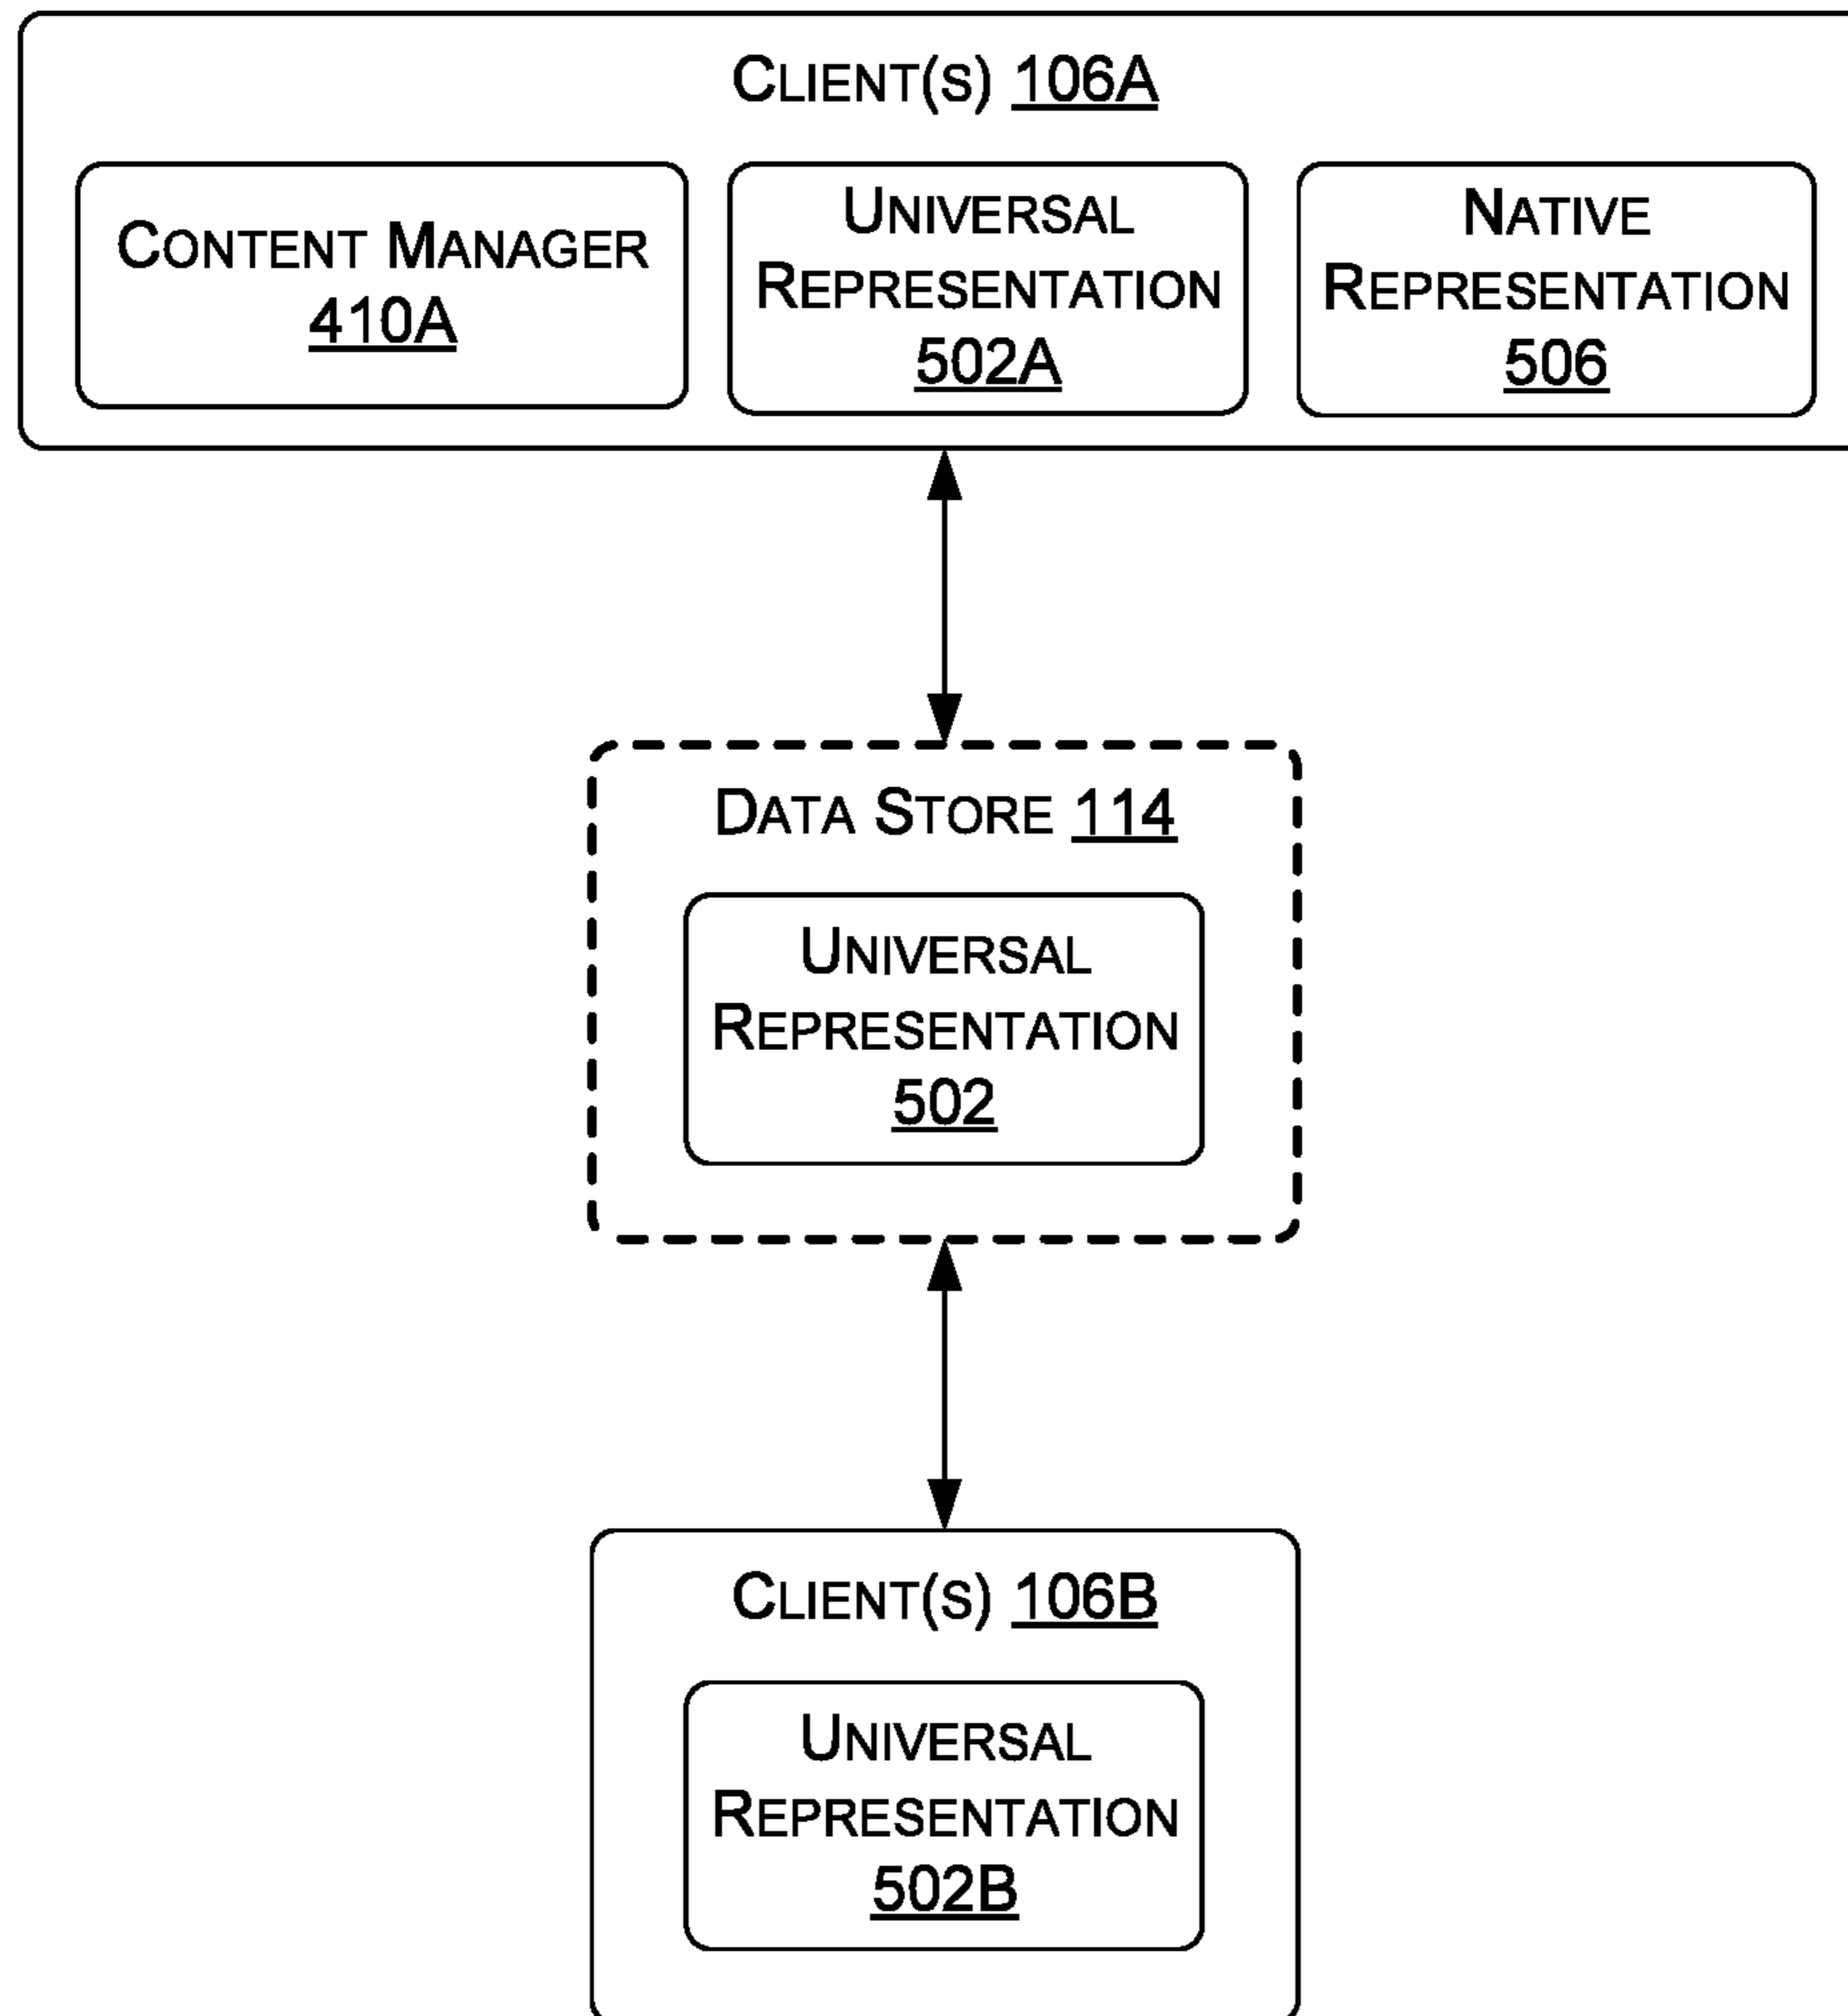 CLIENT(S) 106A
CONTENT MANAGER
410A
UNIVERSAL
REPRESENTATION
502A
NATIVE
REPRESENTATION
506
DATA STORE 114
UNIVERSAL
REPRESENTATION
502
CLIENT(S) 106B
UNIVERSAL
REPRESENTATION
502B